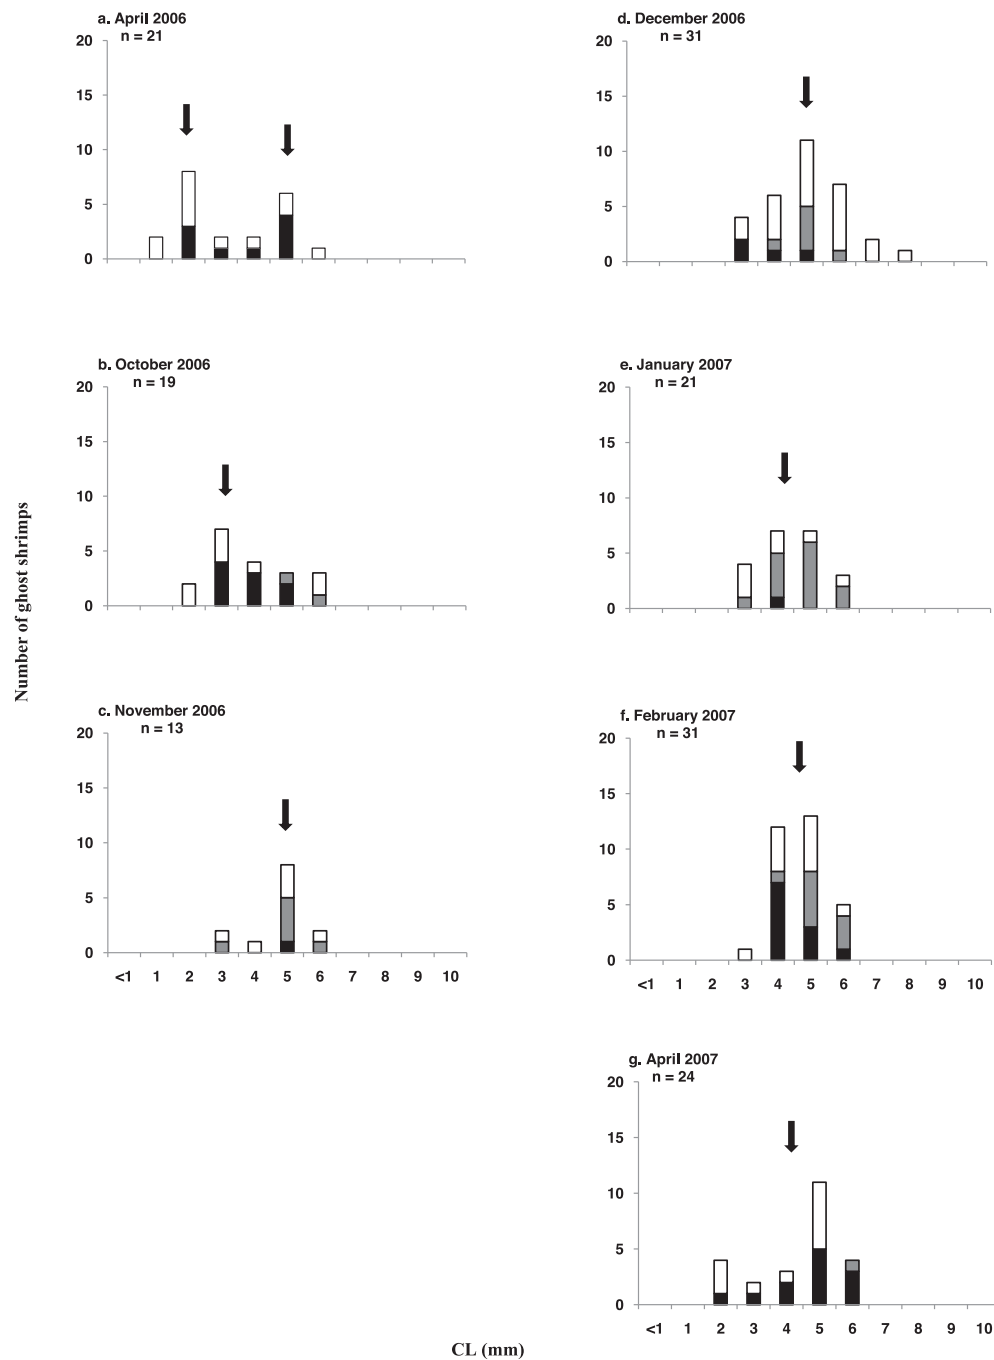 a. April 2006
n = 21
20
15
10
5
0
b. October 2006
n = 19
20
15
10
5
0
c. November 2006
n = 13
20
15
10
5
0
<1 1 2 3 4 5 6 7 8 9 10
d. December 2006
n = 31
20
15
10
5
0
e. January 2007
n = 21
20
15
10
5
0
f. February 2007
n = 31
20
15
10
5
0
<1 1 2 3 4 5 6 7 8 9 10
g. April 2007
n = 24
20
15
10
5
0
<1 1 2 3 4 5 6 7 8 9 10
Number of ghost shrimps
CL (mm)